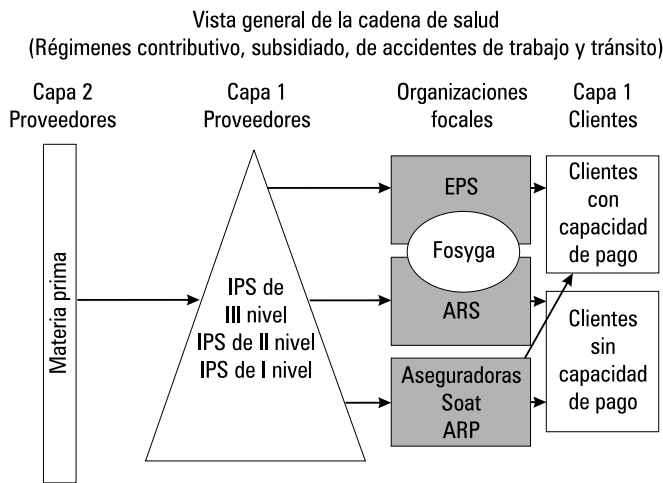 Vista general de la cadena de salud
(Régimenes contributivo, subsidiado, de accidentes de trabajo y tránsito)
Capa 2
Proveedores
Capa 1
Proveedores
Organizaciones
focales
Capa 1
Clientes
Materia prima
IPS de
III nivel
IPS de II nivel
IPS de I nivel
EPS
Fosyga
ARS
Aseguradoras
Soat
ARP
Clientes
con
capacidad
de pago
Clientes
sin
capacidad
de pago